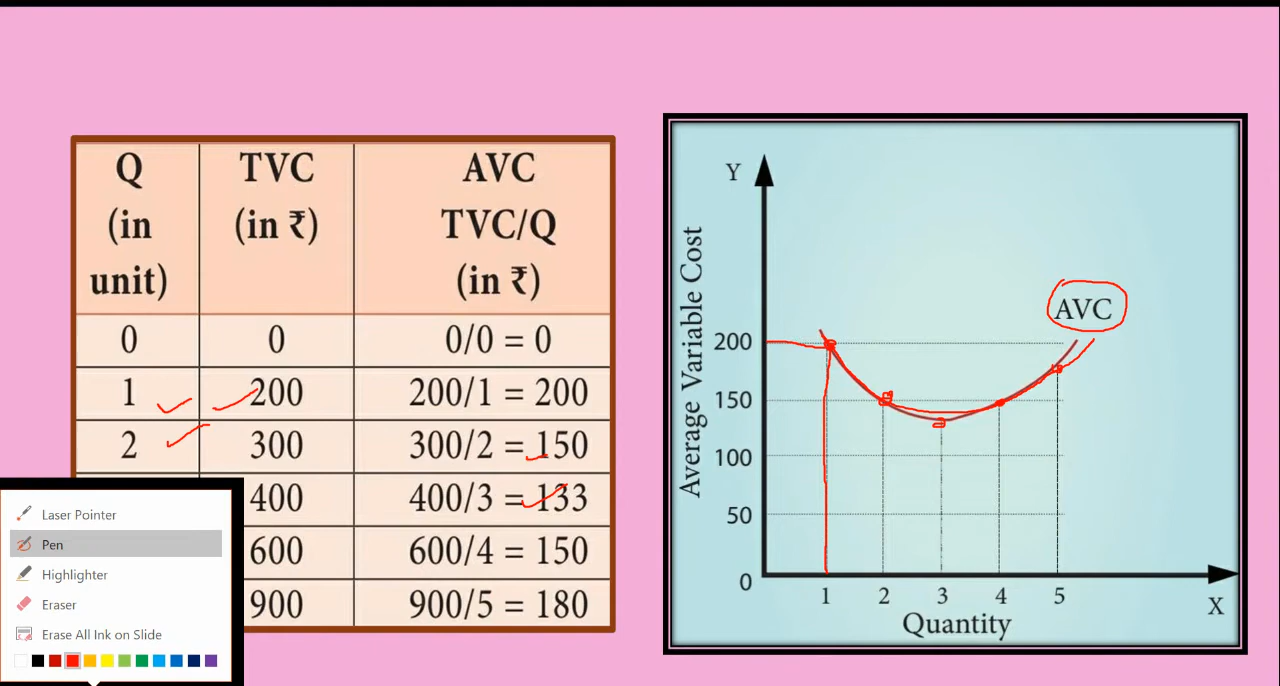 Q
(in
unit)
TVC
(in ₹)
AVC
TVC/Q
(in ₹)
0 0 0/0 = 0
1 200 200/1 = 200
2 300 300/2 = 150
400 400/3 = 133
600 600/4 = 150
900 900/5 = 180
Laser Pointer
Pen
Highlighter
Eraser
Erase All Ink on Slide
Y
Average Variable Cost
AVC
200
150
100
50
0
1 2 3 4 5
X
Quantity